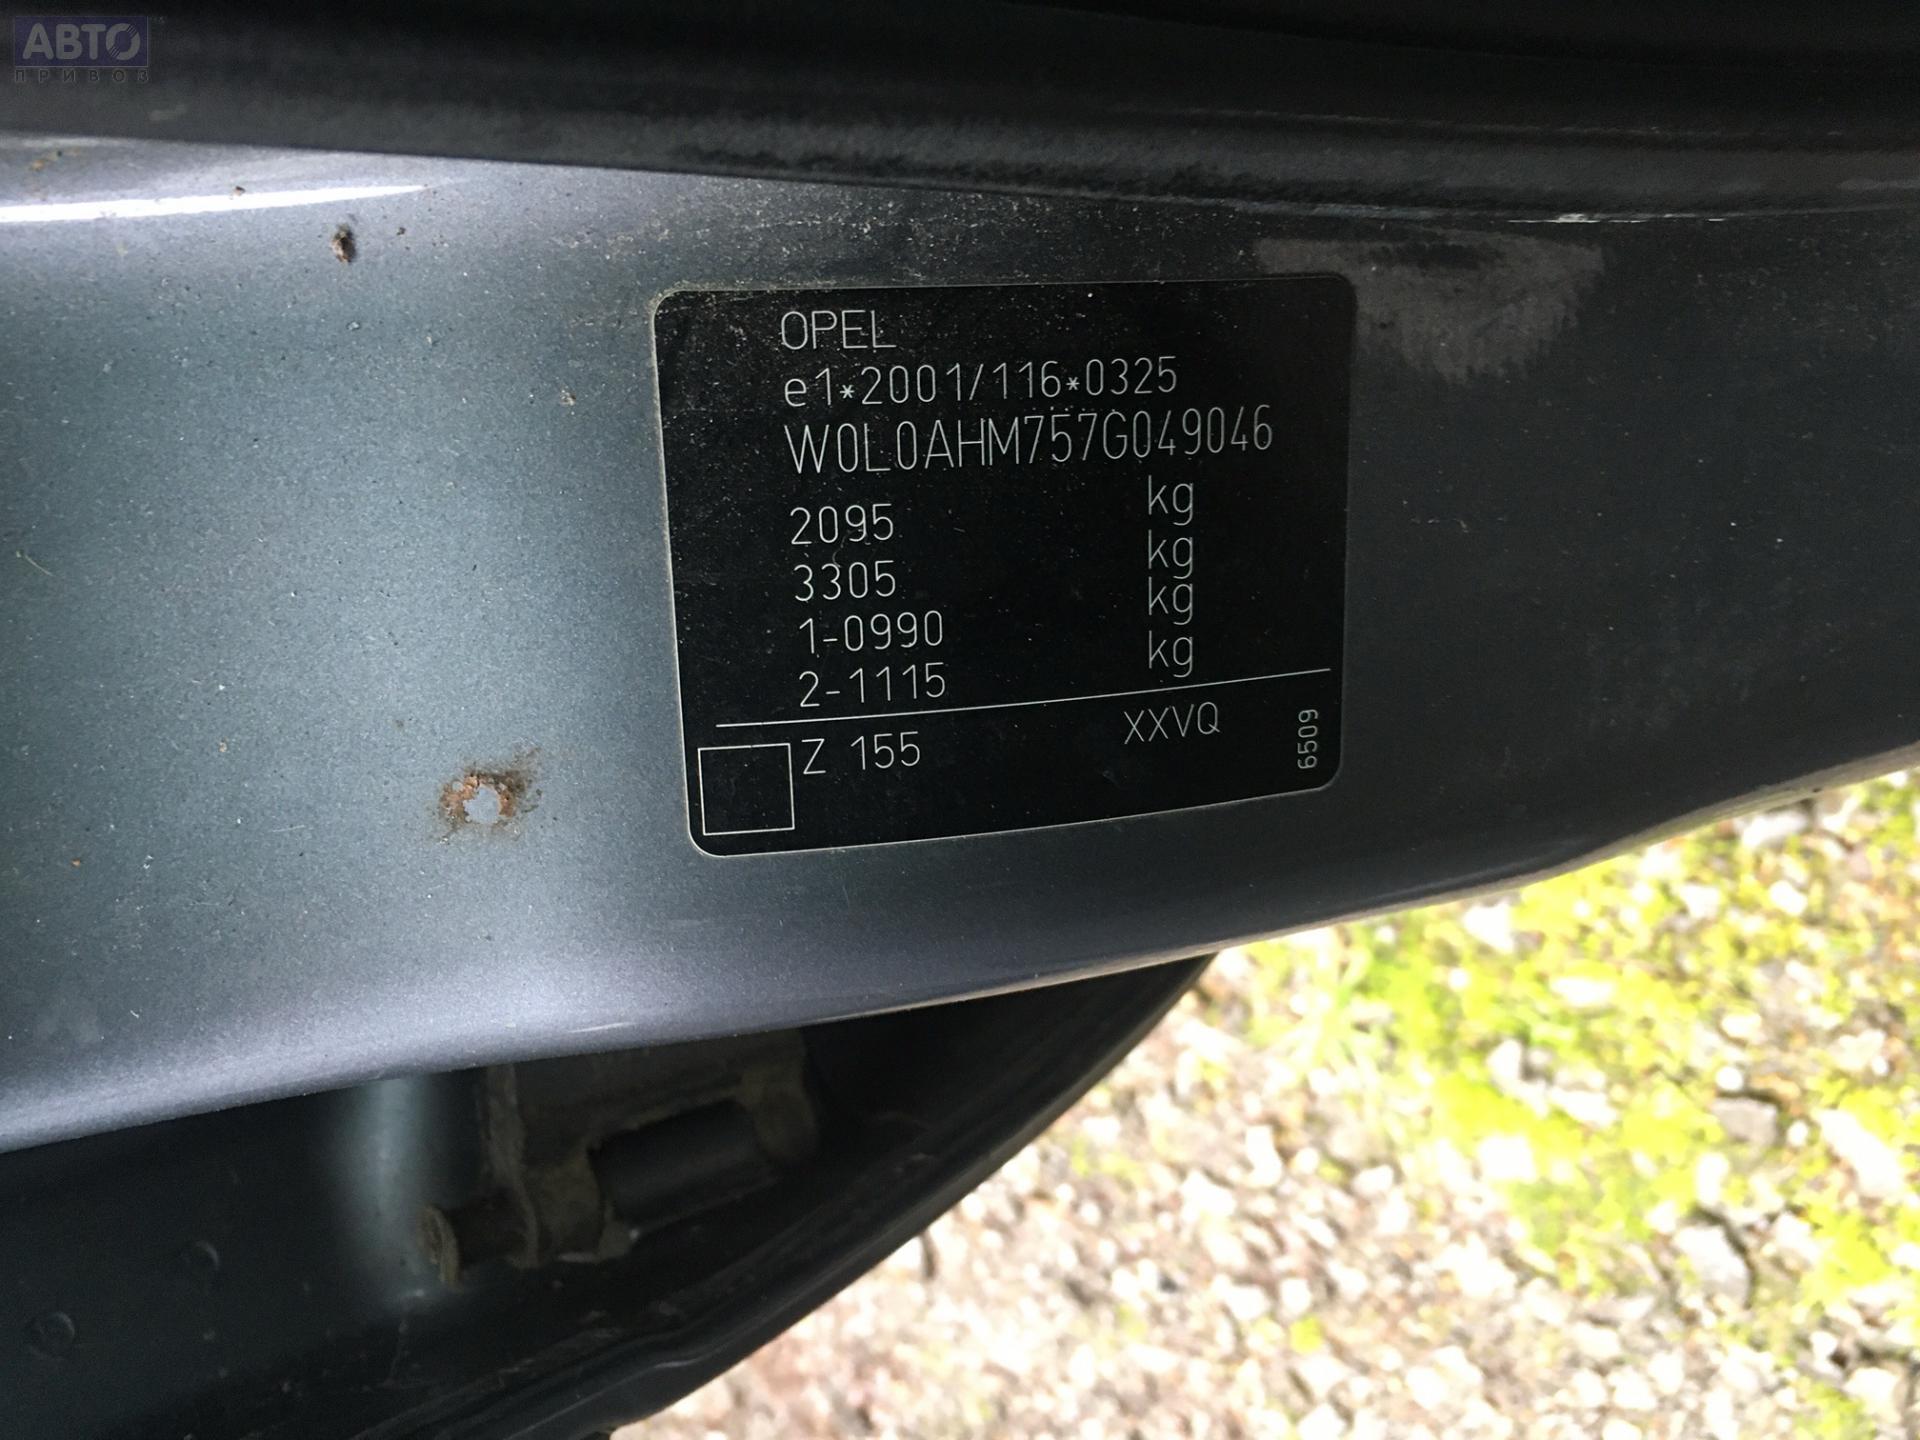 АВТО
ПРИВОЗ
OPEL
e1*2001/116*0325
W0L0AHM757G049046
2095 kg
3305 kg
1-0990 kg
2-1115 kg
Z 155 XXVQ
6509